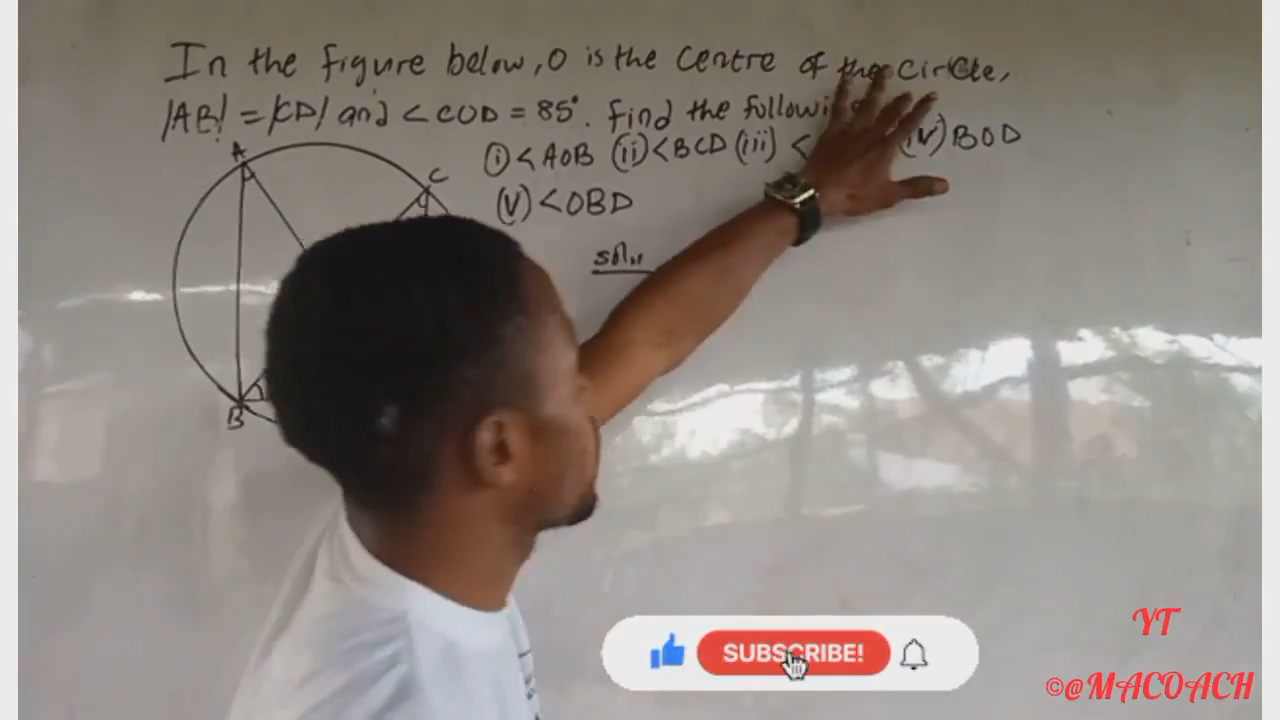 In the figure below, O is the centre of the circle,
|AB| = |CD| and < COD = 85°. Find the
(i) < AOB (ii) < BCD (iii) < (iv) BOD
(v) < OBD
A
C
soln
B
SUBSCRIBE!
YT
©@MACOACH